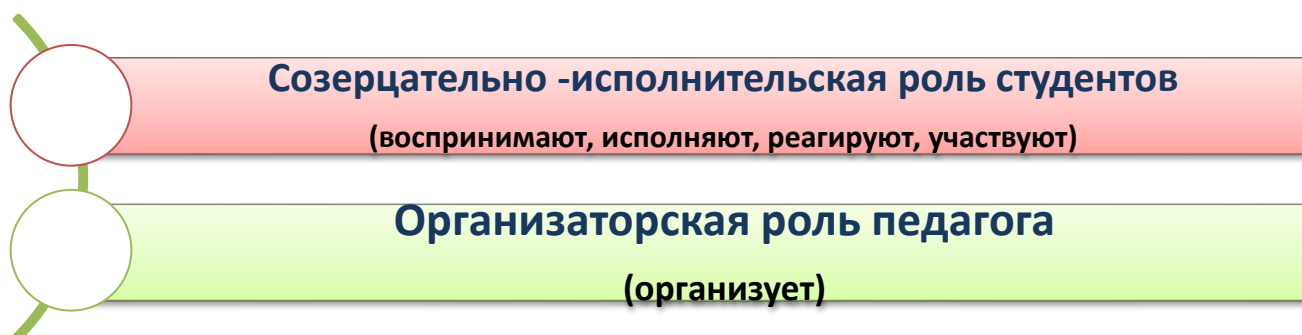 Созерцательно -исполнительская роль студентов
(воспринимают, исполняют, реагируют, участвуют)
Организаторская роль педагога
(организует)